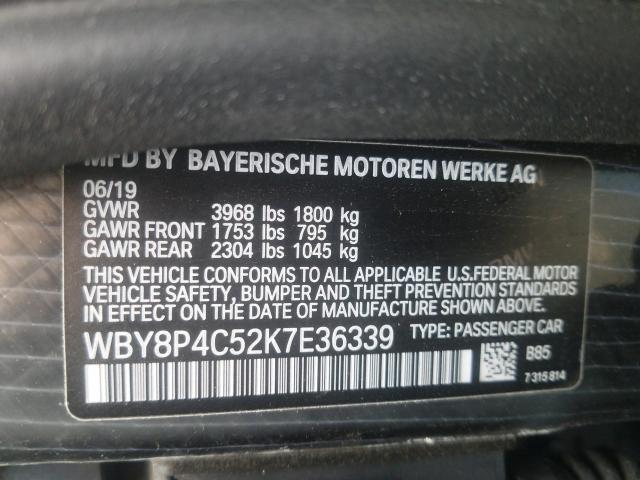 MFD BY BAYERISCHE MOTOREN WERKE AG
06/19
GVWR 3968 lbs 1800 kg
GAWR FRONT 1753 lbs 795 kg
GAWR REAR 2304 lbs 1045 kg
THIS VEHICLE CONFORMS TO ALL APPLICABLE U.S.FEDERAL MOTOR
VEHICLE SAFETY, BUMPER AND THEFT PREVENTION STANDARDS
IN EFFECT ON THE DATE OF MANUFACTURE SHOWN ABOVE.
WBY8P4C52K7E36339 TYPE: PASSENGER CAR
B85
7315814